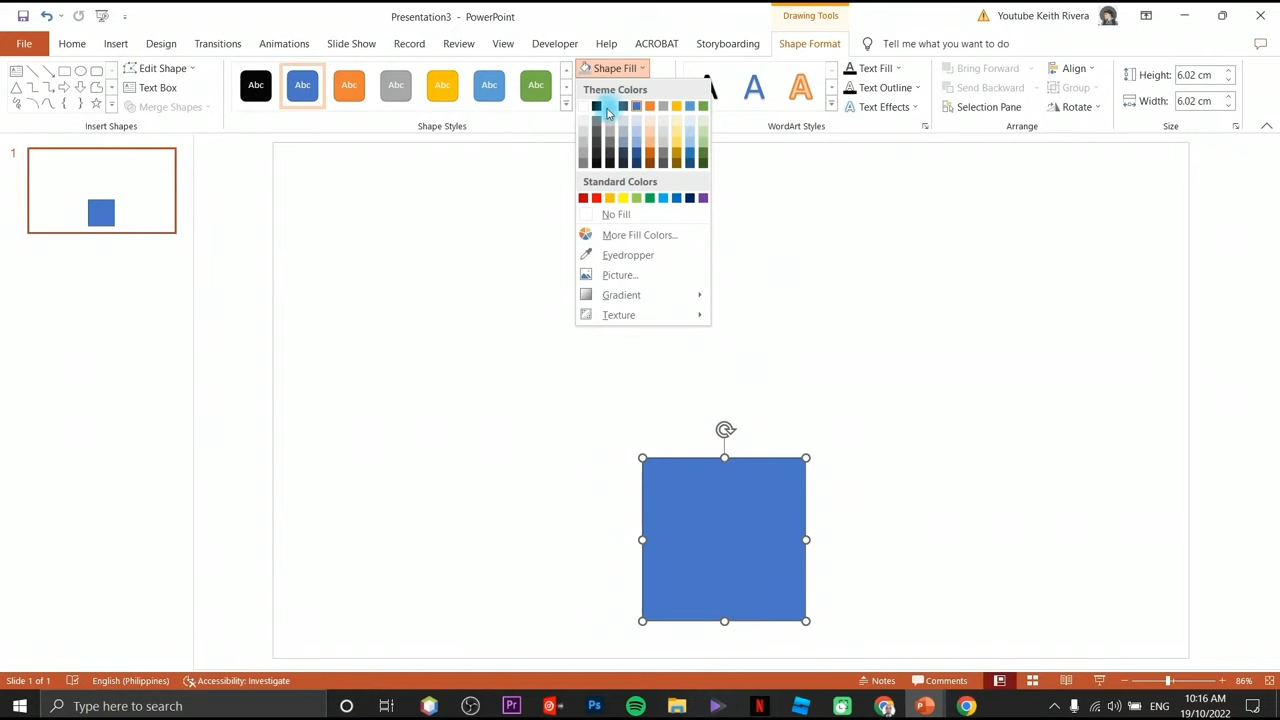 Presentation3 - PowerPoint
Drawing Tools
Youtube Keith Rivera
File
Home
Insert
Design
Transitions
Animations
Slide Show
Record
Review
View
Developer
Help
ACROBAT
Storyboarding
Shape Format
Tell me what you want to do
Edit Shape
Text Box
Merge Shapes
Insert Shapes
Abc
Abc
Abc
Abc
Abc
Abc
Abc
Shape Styles
Shape Fill
Theme Colors
Standard Colors
No Fill
More Fill Colors...
Eyedropper
Picture...
Gradient
Texture
A
A
A
WordArt Styles
Text Fill
Text Outline
Text Effects
Bring Forward
Send Backward
Selection Pane
Align
Group
Rotate
Arrange
Height: 6.02 cm
Width: 6.02 cm
Size
1
Slide 1 of 1
English (Philippines)
Accessibility: Investigate
Notes
Comments
86%
Type here to search
Pr
Ps
N
P
ENG
10:16 AM
19/10/2022